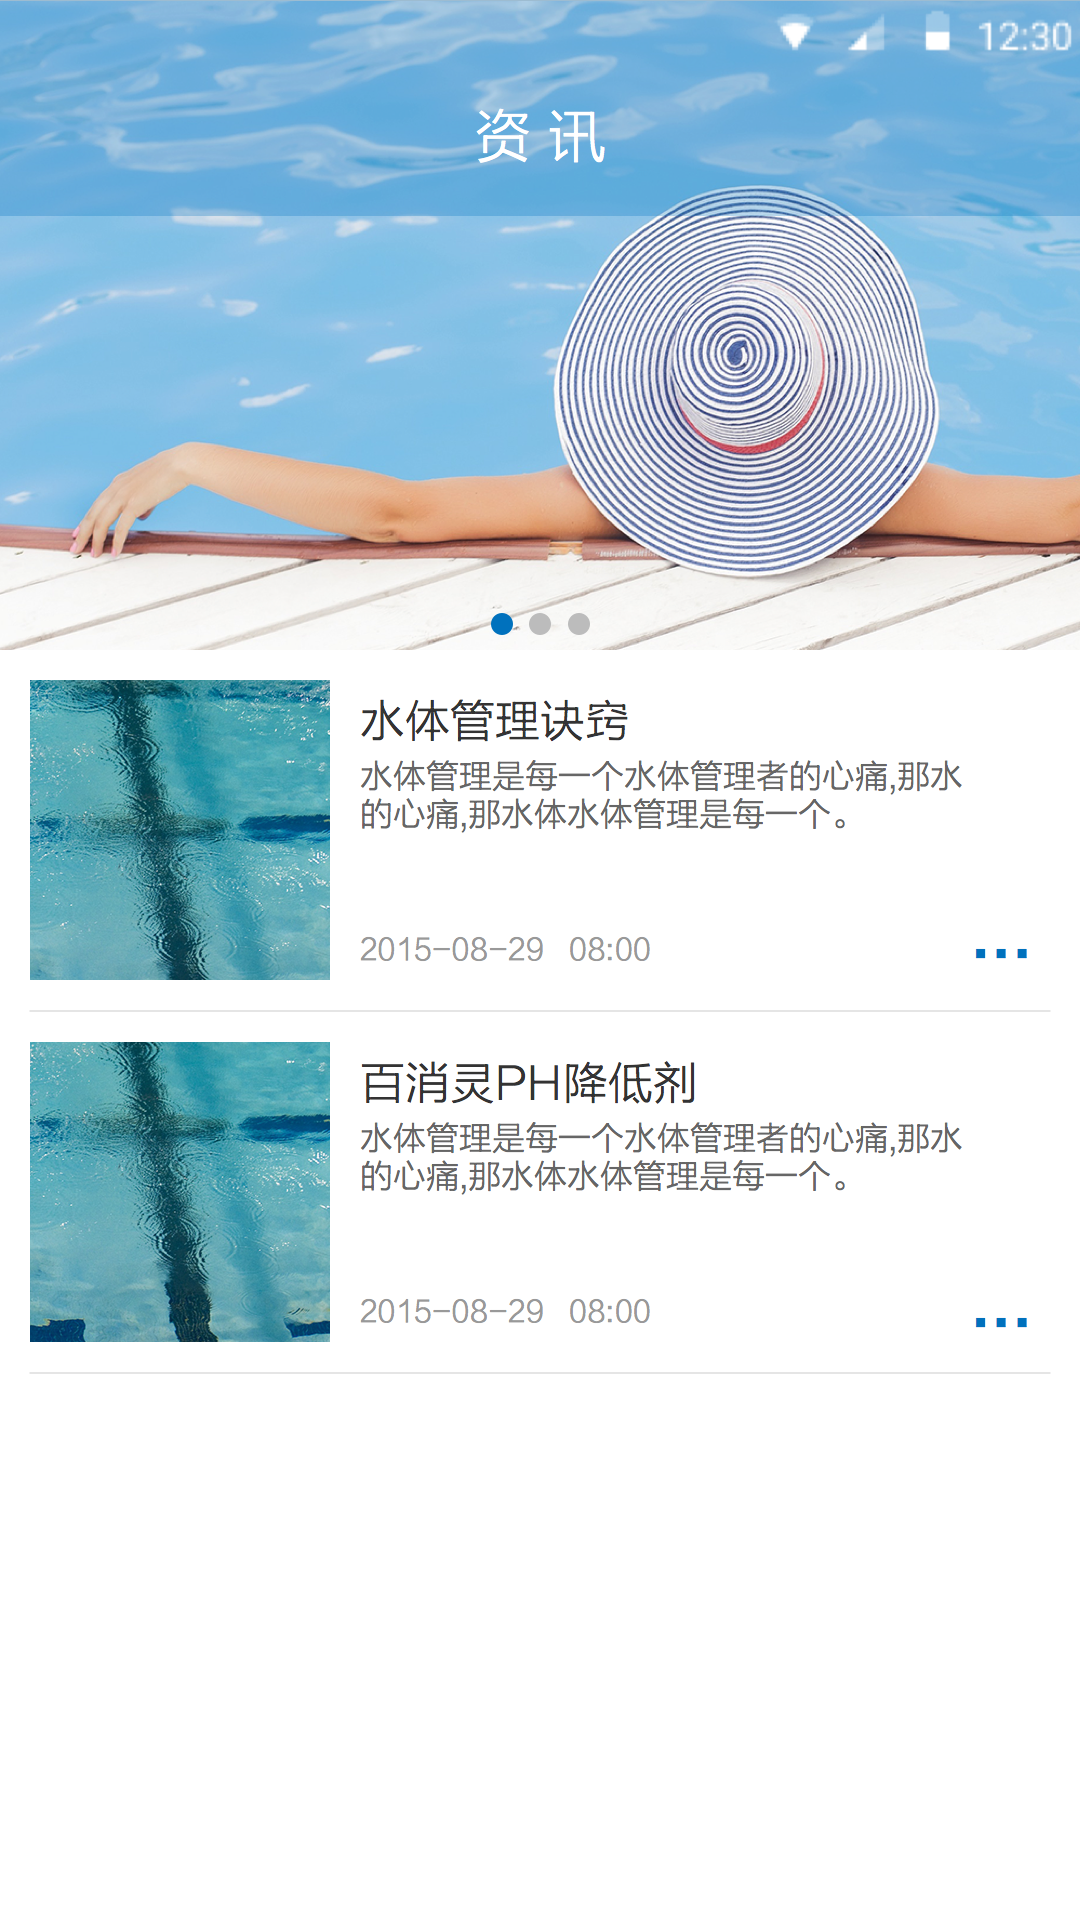 12:30
资讯
水体管理诀窍
水体管理是每一个水体管理者的心痛,那水
的心痛,那水体水体管理是每一个。
2015-08-29 08:00
百消灵PH降低剂
水体管理是每一个水体管理者的心痛,那水
的心痛,那水体水体管理是每一个。
2015-08-29 08:00